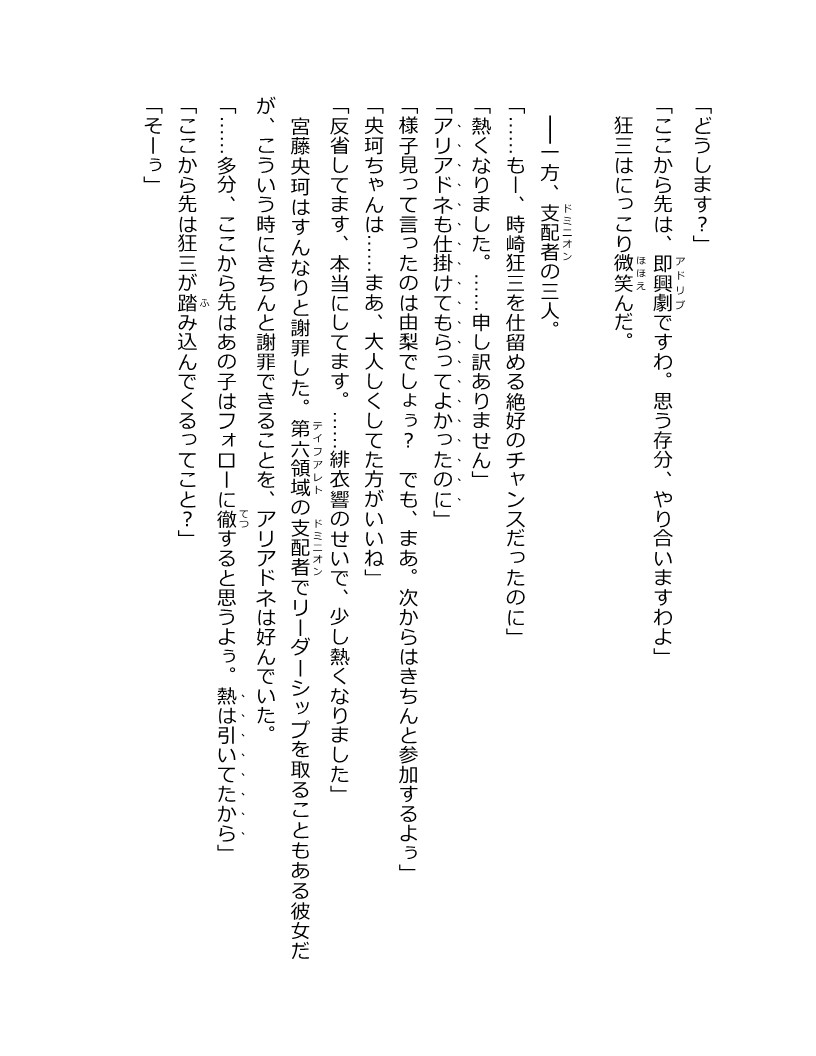 「どうします？」
「ここから先は、即興劇ですわ。思う存分、やり合いますわよ」
狂三はにっこり微笑んだ。
――一方、支配者の三人。
「……もー、時崎狂三を仕留める絶好のチャンスだったのに」
「熱くなりました。……申し訳ありません」
「アリアドネも仕掛けてもらってよかったのに」
「様子見って言ったのは由梨でしょぅ？　でも、まあ。次からはきちんと参加するよぅ」
「央珂ちゃんは……まあ、大人しくしてた方がいいね」
「反省してます、本当にしてます。……緋衣響のせいで、少し熱くなりました」
宮藤央珂はすんなりと謝罪した。第六領域の支配者でリーダーシップを取ることもある彼女だ
が、こういう時にきちんと謝罪できることを、アリアドネは好んでいた。
「……多分、ここから先はあの子はフォローに徹すると思うよぅ。熱は引いてたから」
「ここから先は狂三が踏み込んでくるってこと？」
「そーぅ」